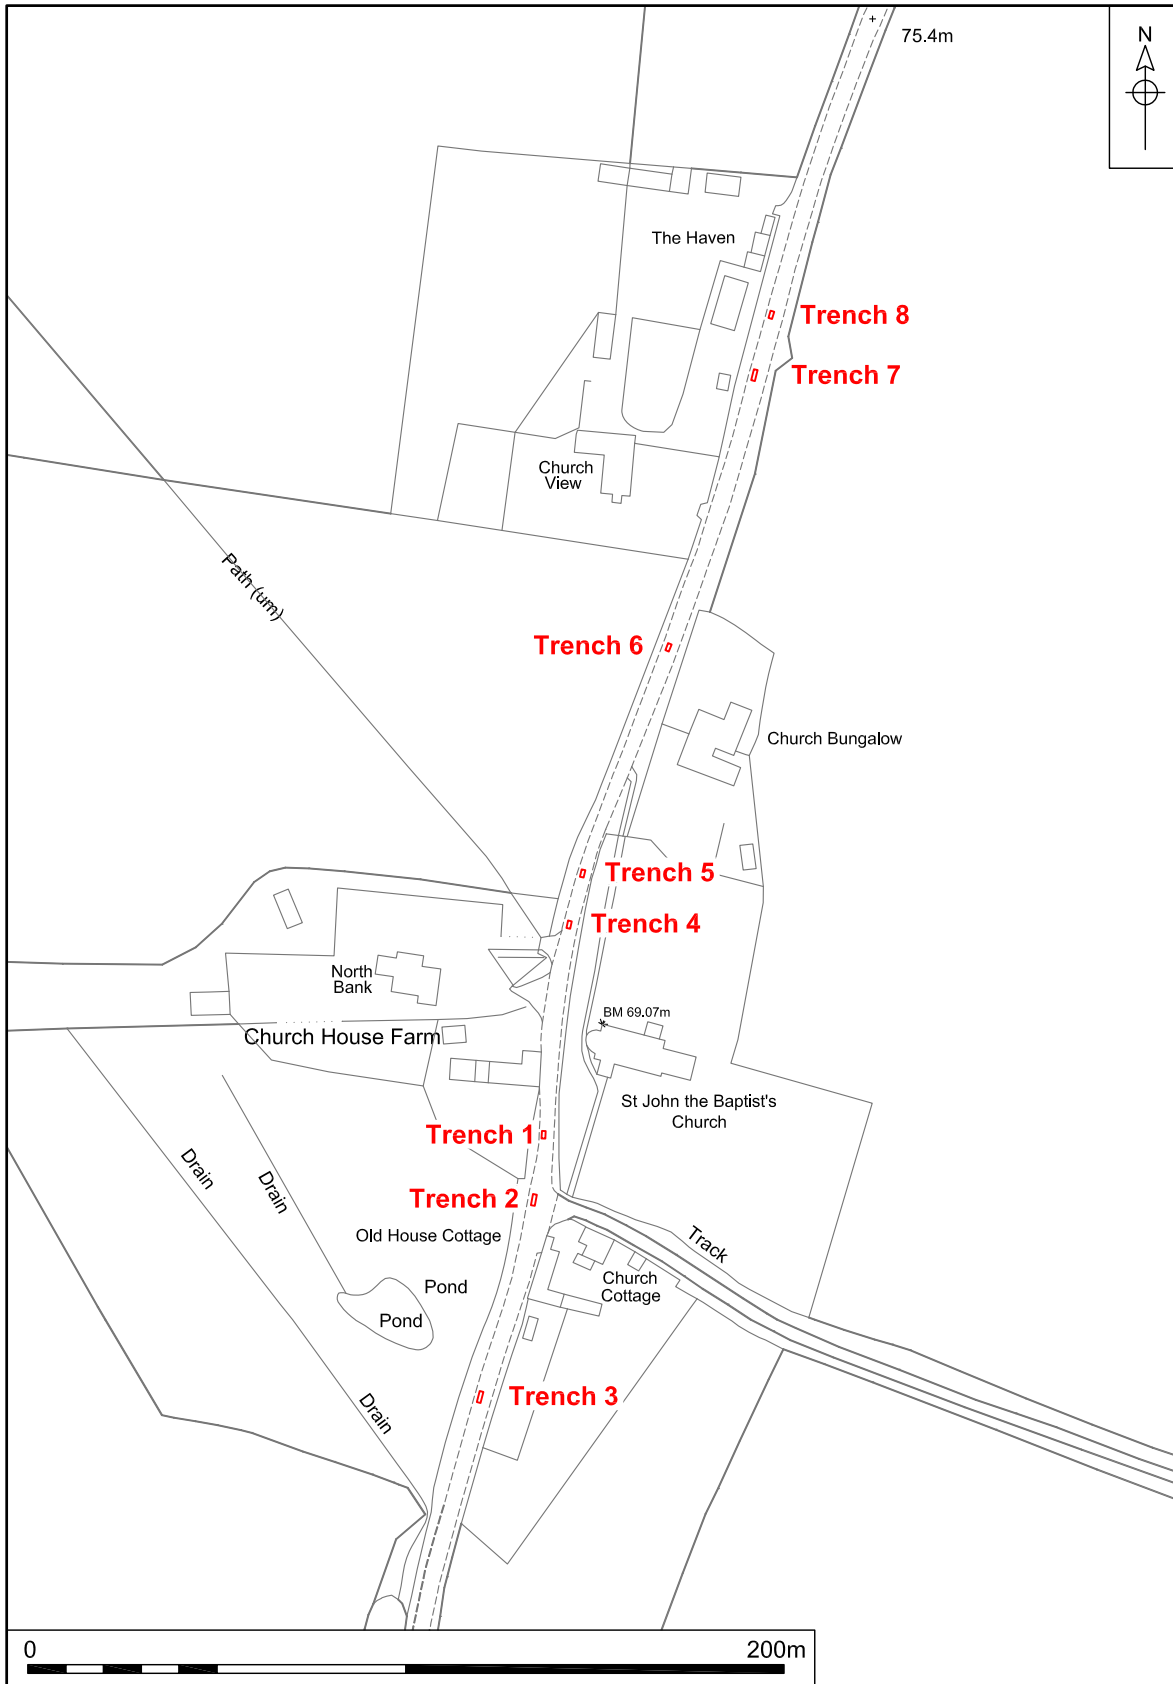 75.4m
N
The Haven
Trench 8
Trench 7
Church
View
Path (um)
Trench 6
Church Bungalow
Trench 5
Trench 4
North
Bank
BM 69.07m
Church House Farm
St John the Baptist's
Church
Trench 1
Drain
Drain
Trench 2
Old House Cottage
Track
Church
Cottage
Pond
Pond
Trench 3
Drain
0
200m